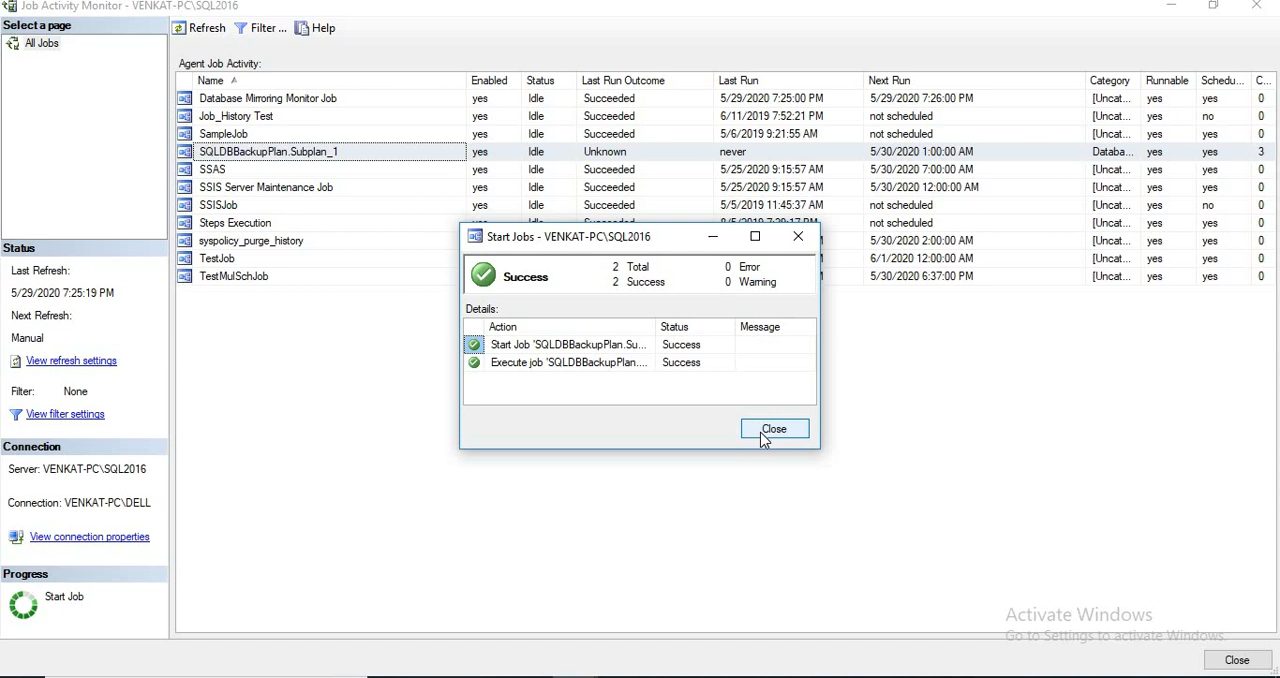 Job Activity Monitor - VENKAT-PC\SQL2016
Select a page
All Jobs
Refresh Filter ... Help
Agent Job Activity:
Name Enabled Status Last Run Outcome Last Run Next Run Category Runnable Schedu... C...
Database Mirroring Monitor Job yes Idle Succeeded 5/29/2020 7:25:00 PM 5/29/2020 7:26:00 PM [Uncat... yes yes 0
Job_History Test yes Idle Succeeded 6/11/2019 7:52:21 PM not scheduled [Uncat... yes no 0
SampleJob yes Idle Succeeded 5/6/2019 9:21:55 AM not scheduled [Uncat... yes yes 0
SQLDBBackupPlan.Subplan_1 yes Idle Unknown never 5/30/2020 1:00:00 AM Databa... yes yes 3
SSAS yes Idle Succeeded 5/25/2020 9:15:57 AM 5/30/2020 7:00:00 AM [Uncat... yes yes 0
SSIS Server Maintenance Job yes Idle Succeeded 5/25/2020 9:15:57 AM 5/30/2020 12:00:00 AM [Uncat... yes yes 0
SSISJob yes Idle Succeeded 5/5/2019 11:45:37 AM not scheduled [Uncat... yes no 0
Steps Execution yes Idle Succeeded not scheduled [Uncat... yes yes 0
syspolicy_purge_history 5/30/2020 2:00:00 AM [Uncat... yes yes 0
TestJob 6/1/2020 12:00:00 AM [Uncat... yes yes 0
TestMulSchJob 5/30/2020 6:37:00 PM [Uncat... yes yes 0
Start Jobs - VENKAT-PC\SQL2016
Success
2 Total 0 Error
2 Success 0 Warning
Details:
Action Status Message
Start Job 'SQLDBBackupPlan.Su... Success
Execute job 'SQLDBBackupPlan.... Success
Close
Status
Last Refresh:
5/29/2020 7:25:19 PM
Next Refresh:
Manual
View refresh settings
Filter: None
View filter settings
Connection
Server: VENKAT-PC\SQL2016
Connection: VENKAT-PC\DELL
View connection properties
Progress
Start Job
Activate Windows
Go to Settings to activate Windows.
Close